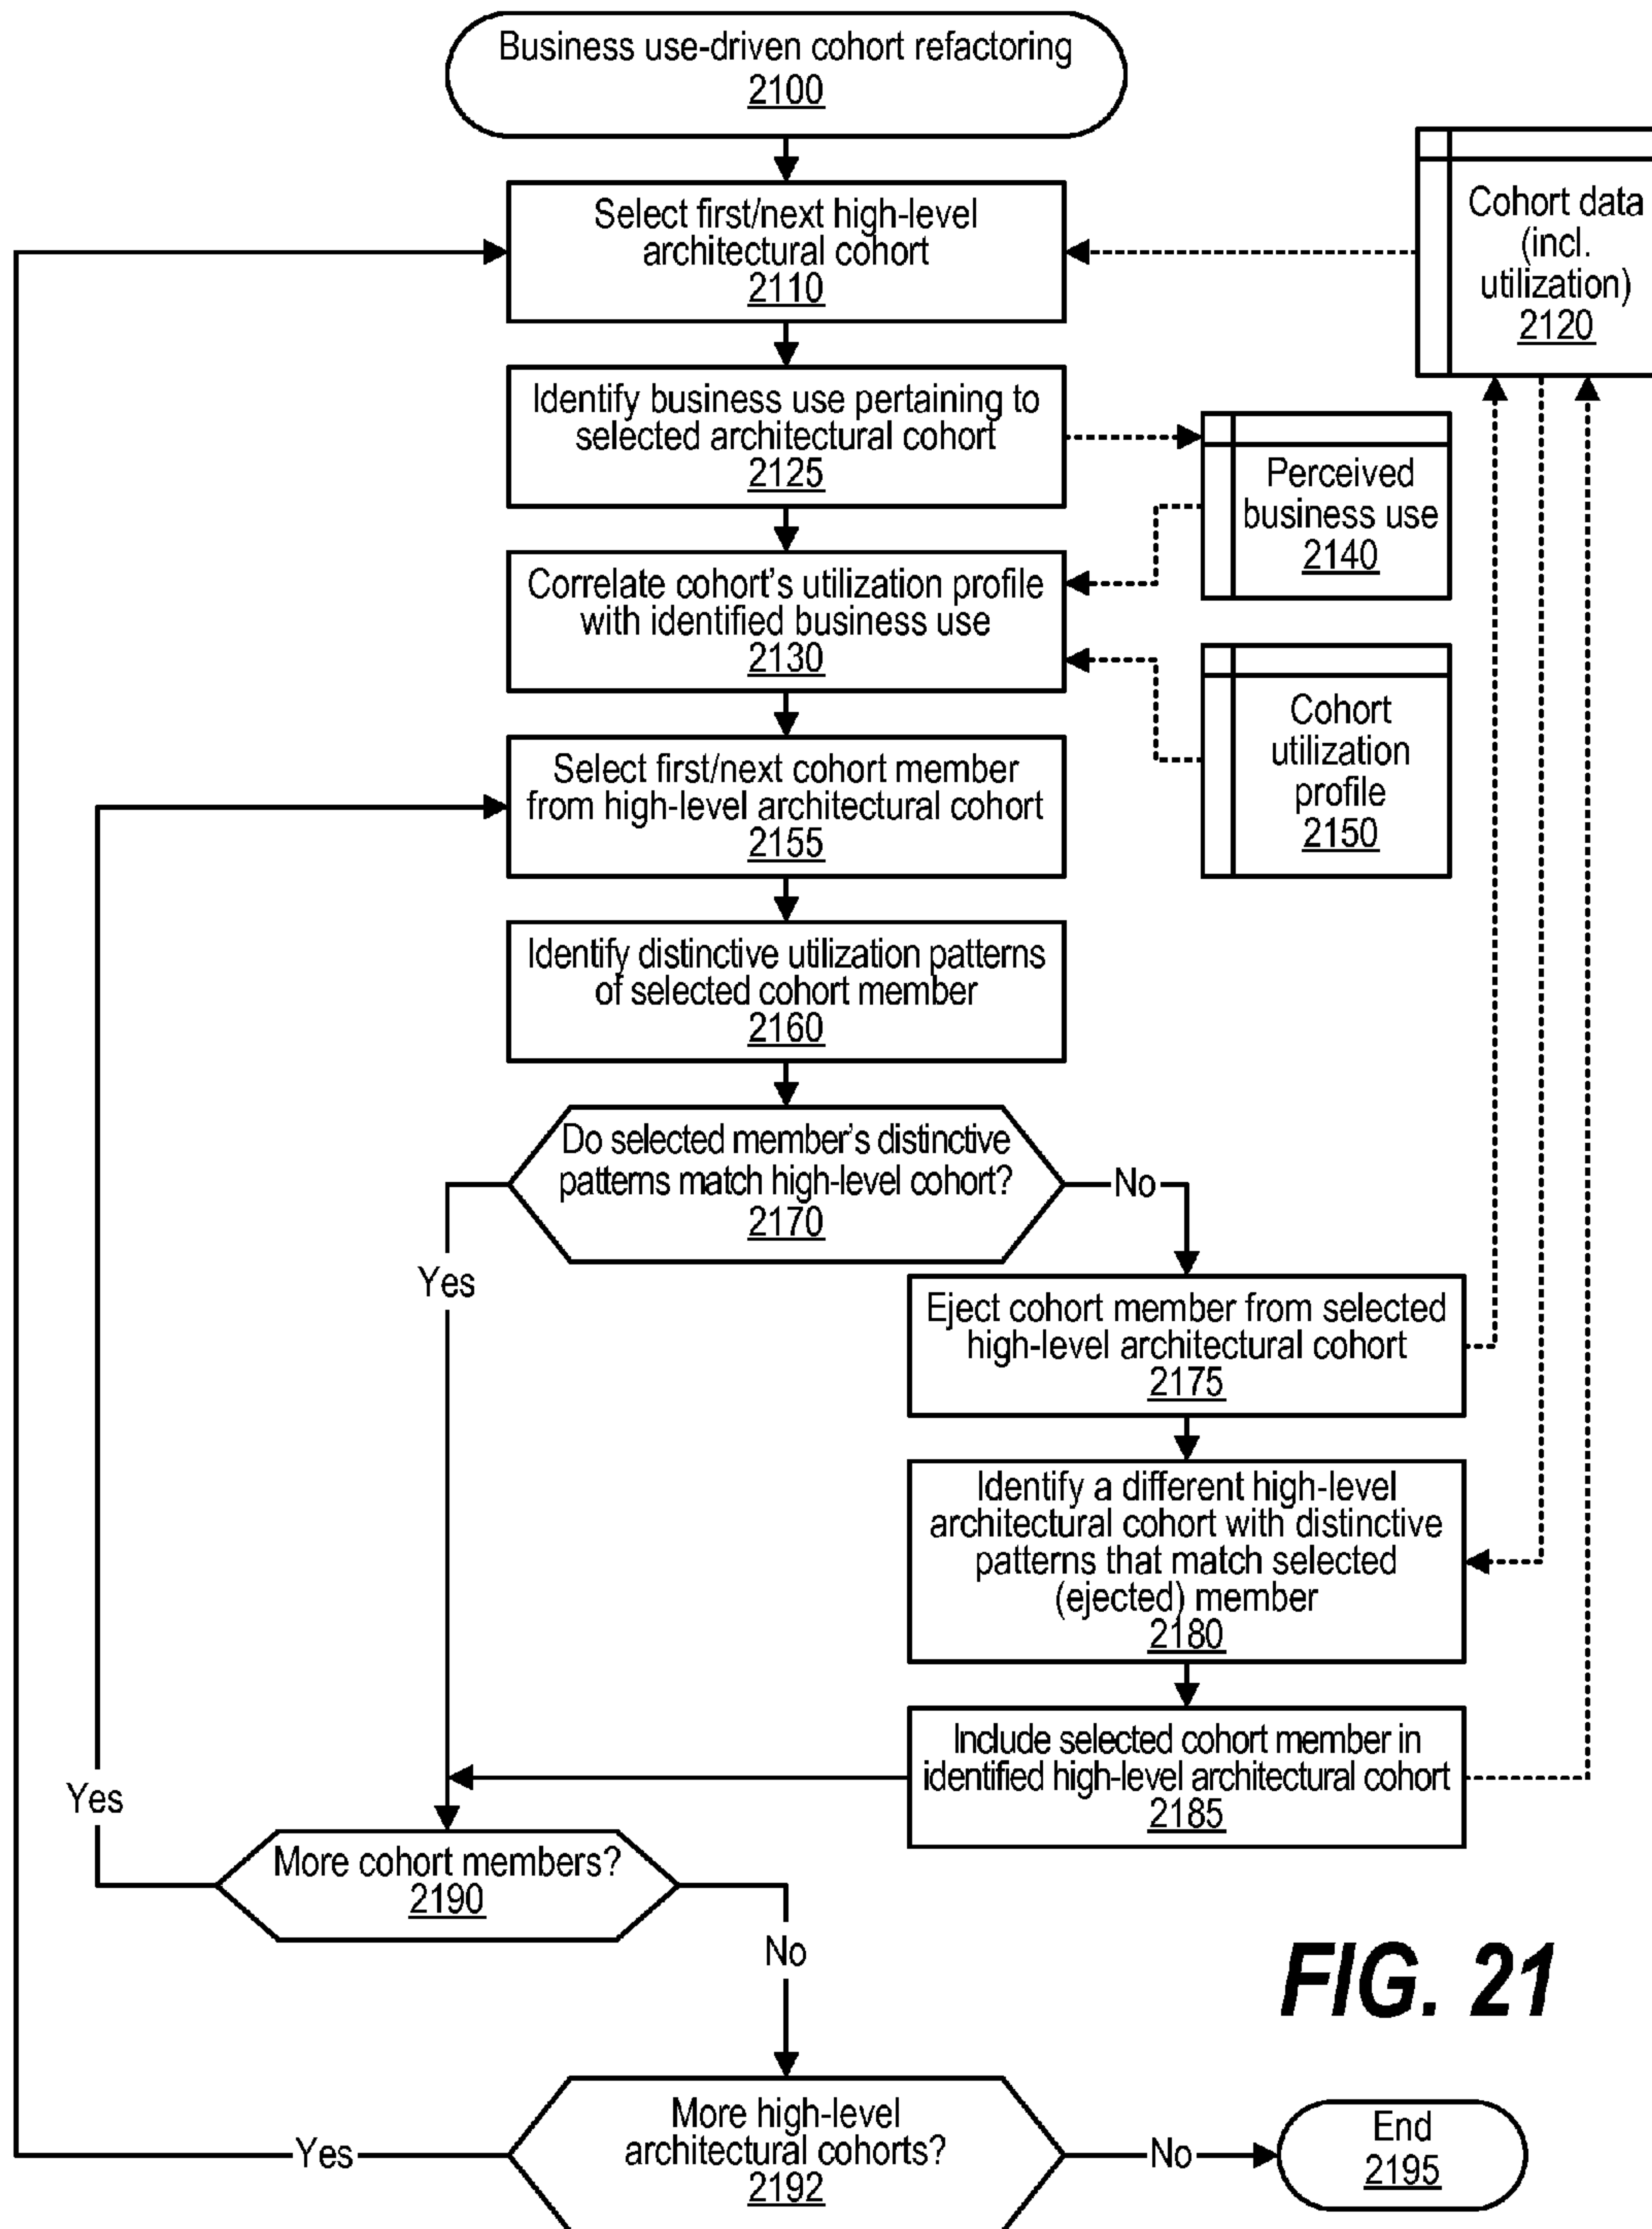 Business use-driven cohort refactoring
2100
Select first/next high-level
architectural cohort
2110
Cohort data
(incl.
utilization)
2120
Identify business use pertaining to
selected architectural cohort
2125
Perceived
business use
2140
Correlate cohort's utilization profile
with identified business use
2130
Cohort
utilization
profile
2150
Select first/next cohort member
from high-level architectural cohort
2155
Identify distinctive utilization patterns
of selected cohort member
2160
Do selected member's distinctive
patterns match high-level cohort?
2170
No
Yes
Eject cohort member from selected
high-level architectural cohort
2175
Identify a different high-level
architectural cohort with distinctive
patterns that match selected
(ejected) member
2180
Include selected cohort member in
identified high-level architectural cohort
2185
Yes
More cohort members?
2190
No
FIG. 21
More high-level
architectural cohorts?
2192
Yes
No
End
2195